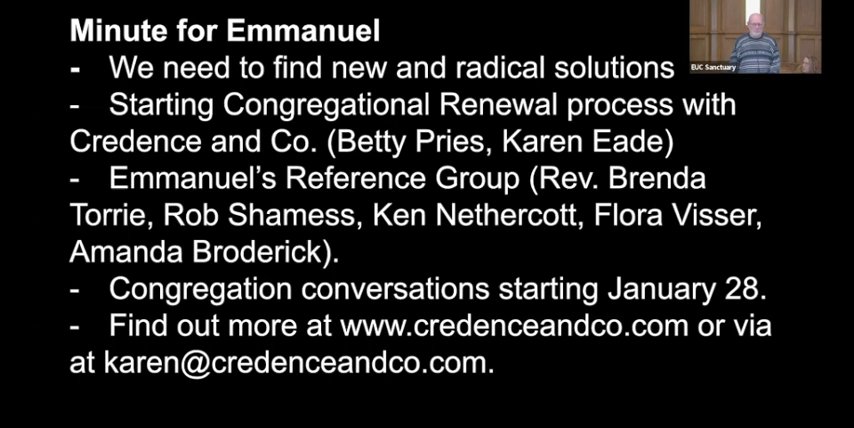 Minute for Emmanuel
EUC Sanctuary
- We need to find new and radical solutions
- Starting Congregational Renewal process with
Credence and Co. (Betty Pries, Karen Eade)
- Emmanuel’s Reference Group (Rev. Brenda
Torrie, Rob Shamess, Ken Nethercott, Flora Visser,
Amanda Broderick).
- Congregation conversations starting January 28.
- Find out more at www.credenceandco.com or via
at karen@credenceandco.com.